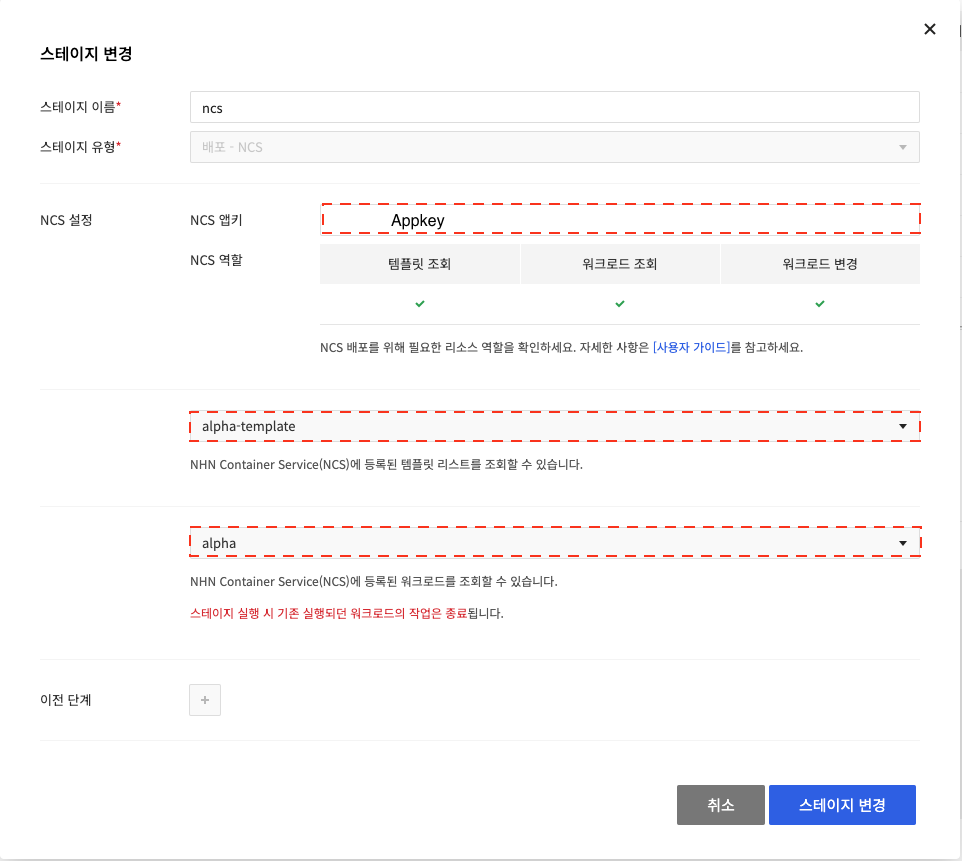 스테이지 변경
스테이지 이름*
ncs
스테이지 유형*
배포 - NCS
NCS 설정
NCS 앱키
Appkey
NCS 역할
템플릿 조회
워크로드 조회
워크로드 변경
NCS 배포를 위해 필요한 리소스 역할을 확인하세요. 자세한 사항은 [사용자 가이드]를 참고하세요.
alpha-template
NHN Container Service(NCS)에 등록된 템플릿 리스트를 조회할 수 있습니다.
alpha
NHN Container Service(NCS)에 등록된 워크로드를 조회할 수 있습니다.
스테이지 실행 시 기존 실행되던 워크로드의 작업은 종료됩니다.
이전 단계
+
취소
스테이지 변경